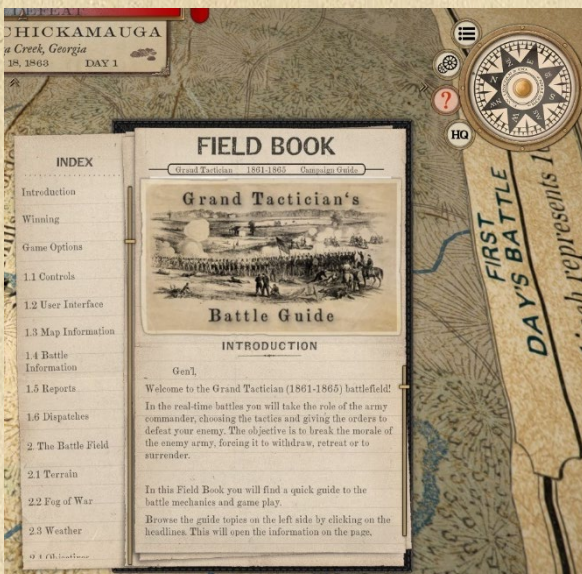 DEFEAT
CHICKAMAUGA
a Creek, Georgia
18, 1863 DAY 1
?
HQ
FIRST
DAY'S BATTLE
represents
INDEX
Introduction
Winning
Game Options
1.1 Controls
1.2 User Interface
1.3 Map Information
1.4 Battle
Information
1.5 Reports
1.6 Dispatches
2. The Battle Field
2.1 Terrain
2.2 Fog of War
2.3 Weather
FIELD BOOK
Grand Tactician 1861-1865 Campaign Guide
Grand Tactician's
Battle Guide
INTRODUCTION
Gen'l,
Welcome to the Grand Tactician (1861-1865) battlefield!
In the real-time battles you will take the role of the army
commander, choosing the tactics and giving the orders to
defeat your enemy. The objective is to break the morale of
the enemy army, forcing it to withdraw, retreat or to
surrender.
In this Field Book you will find a quick guide to the
battle mechanics and game play.
Browse the guide topics on the left side by clicking on the
headlines. This will open the information on the page.